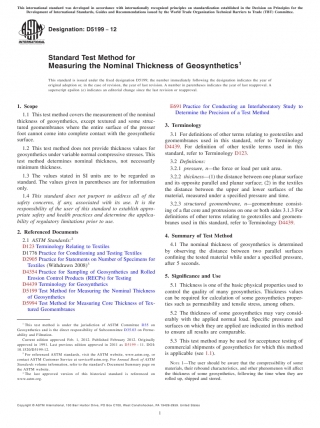 This international standard was developed in accordance with internationally recognized principles on standardization established in the Decision on Principles for the
Development of International Standards, Guides and Recommendations issued by the World Trade Organization Technical Barriers to Trade (TBT) Committee.
Designation: D5199 − 12
INTERNATIONAL
Standard Test Method for
Measuring the Nominal Thickness of Geosynthetics1
This standard is issued under the fixed designation D5199; the number immediately following the designation indicates the year of
original adoption or, in the case of revision, the year of last revision. A number in parentheses indicates the year of last reapproval. A
superscript epsilon (ε) indicates an editorial change since the last revision or reapproval.
1. Scope
1.1 This test method covers the measurement of the nominal
thickness of geosynthetics, except textured and some struc-
tured geomembranes where the entire surface of the presser
foot cannot come into complete contact with the geosynthetic
surface.
1.2 This test method does not provide thickness values for
geosynthetics under variable normal compressive stresses. This
test method determines nominal thickness, not necessarily
minimum thickness.
1.3 The values stated in SI units are to be regarded as
standard. The values given in parentheses are for information
only.
1.4 This standard does not purport to address all of the
safety concerns, if any, associated with its use. It is the
responsibility of the user of this standard to establish appro-
priate safety and health practices and determine the applica-
bility of regulatory limitations prior to use.
2. Referenced Documents
2.1 ASTM Standards:2
D123 Terminology Relating to Textiles
D1776 Practice for Conditioning and Testing Textiles
D2905 Practice for Statements on Number of Specimens for
Textiles (Withdrawn 2008)3
D4354 Practice for Sampling of Geosynthetics and Rolled
Erosion Control Products (RECPs) for Testing
D4439 Terminology for Geosynthetics
D5199 Test Method for Measuring the Nominal Thickness
of Geosynthetics
D5994 Test Method for Measuring Core Thickness of Tex-
tured Geomembranes
1 This test method is under the jurisdiction of ASTM Committee D35 on
Geosynthetics and is the direct responsibility of Subcommittee
Current edition approved Feb. 1, 2012. Published February 2012. Originally
approved in 1991. Last previous edition approved in 2011 as D5199 – 11. DOI:
10.1520/D5199-12.
2 For referenced ASTM standards, visit the ASTM website, www.astm.org, or
contact ASTM Customer Service at service@astm.org. For Annual Book of ASTM
Standards volume information, refer to the standard's Document Summary page on
the ASTM website.
3 The last approved version of this historical standard is referenced on
www.astm.org.
E691 Practice for Conducting an Interlaboratory Study to
Determine the Precision of a Test Method
3. Terminology
3.1 For definitions of other terms relating to geotextiles and
geomembranes used in this standard, refer to Terminology
D4439. For definition of other textile terms used in this
standard, refer to Terminology D123.
3.2 Definitions:
3.2.1 pressure, n—the force or load per unit area.
3.2.2 thickness—(1) the distance between one planar surface
and its opposite parallel and planar surface; (2) in the textiles
the distance between the upper and lower surfaces of the
material, measured under a specified pressure and time.
3.2.3 structured geomembrane, n—geomembrane consist-
ing of a flat core and protrusions on one or both sides 3.1.3 For
definitions of other terms relating to geotextiles and geomem-
branes used in this standard, refer to Terminology D4439.
4. Summary of Test Method
4.1 The nominal thickness of geosynthetics is determined
by observing the distance between two parallel surfaces
confining the tested material while under a specified pressure,
after 5 seconds.
5. Significance and Use
5.1 Thickness is one of the basic physical properties used to
control the quality of many geosynthetics. Thickness values
can be required for calculation of some geosynthetics proper-
ties such as permeability and tensile stress, among others.
5.2 The thickness of some geosynthetics may vary consid-
erably with the applied normal load. Specific pressures and
surfaces on which they are applied are indicated in this method
to ensure all results are comparable.
5.3 This test method may be used for acceptance testing of
commercial shipments of geosynthetics for which this method
is applicable (see 1.1).
NOTE 1—The user should be aware that the compressibility of some
materials, their rebound characteristics, and other phenomenon will affect
the thickness of some geosynthetics, following the time when they are
rolled up, shipped and stored.
Copyright © ASTM International, 100 Barr Harbor Drive, PO Box C700, West Conshohocken, PA 19428-2959. United States
1